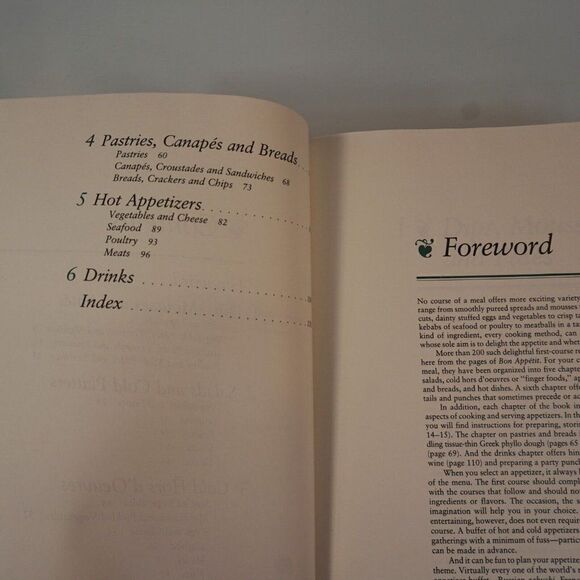 4 Pastries, Canapés and Breads
Pastries 60
Canapés, Croustades and Sandwiches 68
Breads, Crackers and Chips 73
5 Hot Appetizers
Vegetables and Cheese 82
Seafood 89
Poultry 93
Meats 96
6 Drinks
Index
Foreword
No course of a meal offers more exciting variety
range from smoothly pureed spreads and mousses
cuts, dainty stuffed eggs and vegetables to crisp
kebabs of seafood or poultry to meatballs in a
kind of ingredient, every cooking method, can
whose sole aim is to delight the appetite and whet
More than 200 such delightful first-course
here from the pages of Bon Appétit. For your
meal, they have been organized into five
salads, cold hors d'oeuvres or "finger foods,"
and breads, and hot dishes. A sixth chapter
tails and punches that sometimes precede or
In addition, each chapter of the book
aspects of cooking and serving appetizers. In
you will find instructions for preparing,
14–15). The chapter on pastries and breads
dling tissue-thin Greek phyllo dough (pages 65
(page 69). And the drinks chapter offers
wine (page 110) and preparing a party
When you select an appetizer, it always
of the menu. The first course should
with the courses that follow and should
ingredients or flavors. The occasion, the
imagination will help you in your choice.
entertaining, however, does not even
course. A buffet of hot and cold
gatherings with a minimum of fuss—
can be made in advance.
And it can be fun to plan your
theme. Virtually every one of the world's